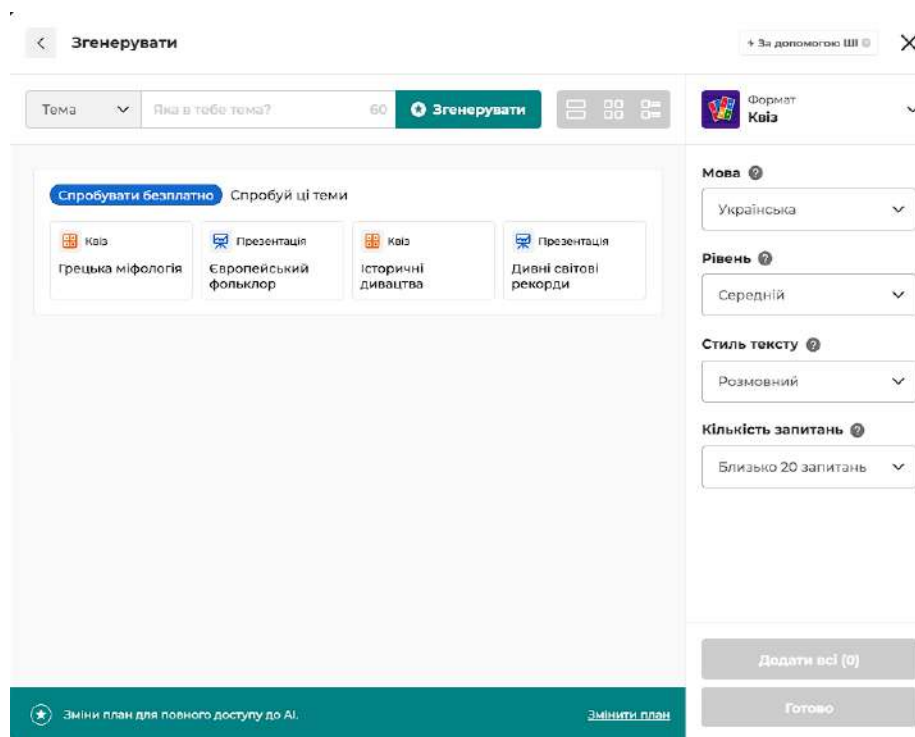 Згенерувати
За допомогою ШІ
Тема
Яка в тебе тема?
60
Згенерувати
Формат
Квіз
Спробувати безплатно Спробуй ці теми
Квіз
Грецька міфологія
Презентація
Європейський
фольклор
Квіз
Історичні
дивацтва
Презентація
Дивні світові
рекорди
Мова
Українська
Рівень
Середній
Стиль тексту
Розмовний
Кількість запитань
Близько 20 запитань
Додати всі (0)
Готово
Зміни план для повного доступу до AI.
Змінити план